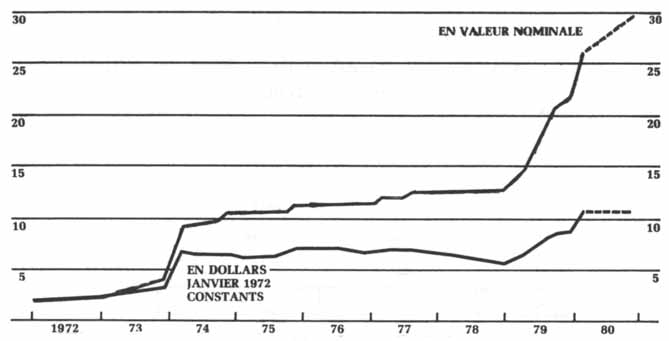 30 30
EN VALEUR NOMINALE
25 25
20 20
15 15
10 10
5 5
EN DOLLARS
JANVIER 1972
CONSTANTS
1972 73 74 75 76 77 78 79 80